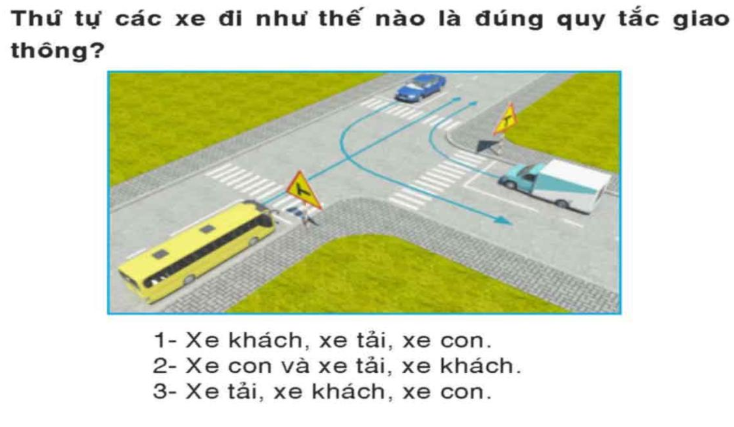 Thứ tự các xe đi như thế nào là đúng quy tắc giao
thông?
1- Xe khách, xe tải, xe con.
2- Xe con và xe tải, xe khách.
3- Xe tải, xe khách, xe con.